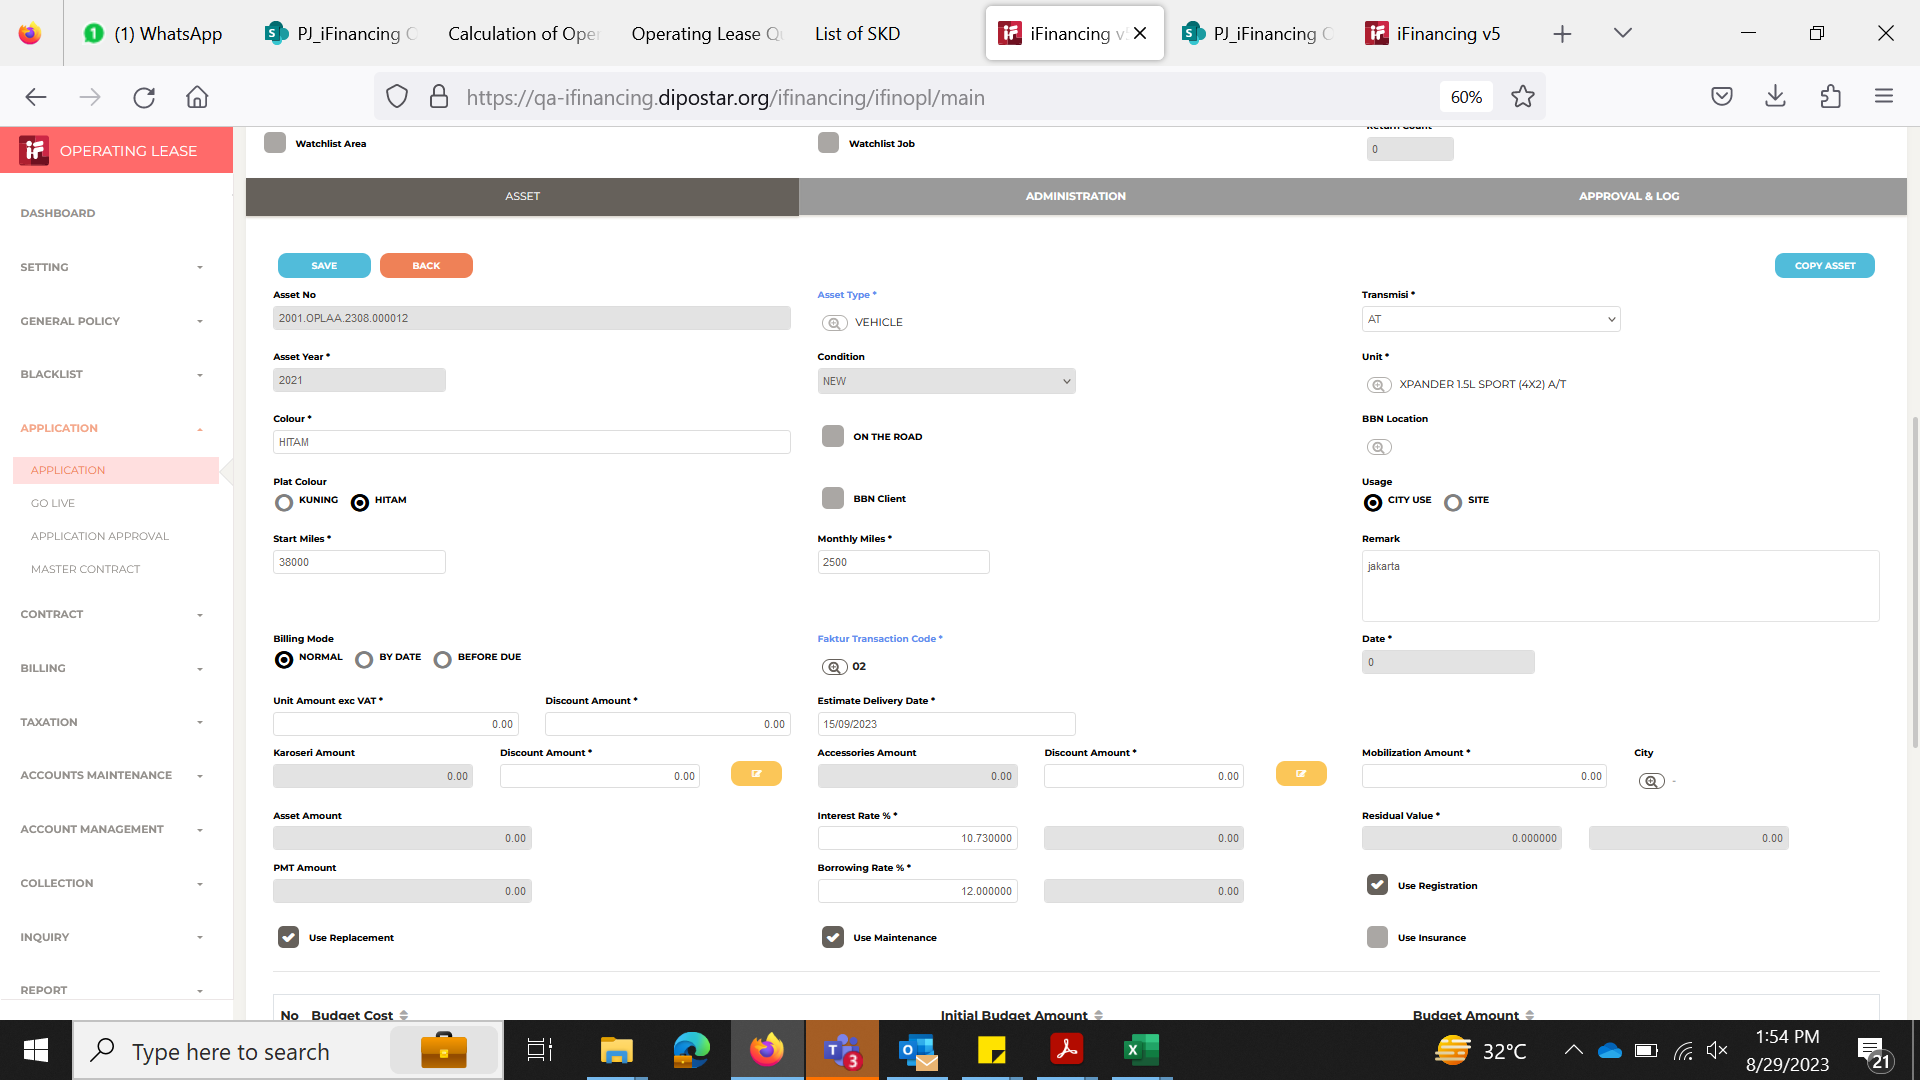 (1) WhatsApp
PJ_iFinancing O
Calculation of Oper
Operating Lease Qu
List of SKD
iFinancing v5
PJ_iFinancing O
iFinancing v5
https://qa-ifinancing.dipostar.org/ifinancing/ifinopl/main
60%
iF OPERATING LEASE
DASHBOARD
SETTING
GENERAL POLICY
BLACKLIST
APPLICATION
APPLICATION
GO LIVE
APPLICATION APPROVAL
MASTER CONTRACT
CONTRACT
BILLING
TAXATION
ACCOUNTS MAINTENANCE
ACCOUNT MANAGEMENT
COLLECTION
INQUIRY
REPORT
Watchlist Area
Watchlist Job
Return Count
0
ASSET
ADMINISTRATION
APPROVAL & LOG
SAVE
BACK
COPY ASSET
Asset No
2001.OPLAA.2308.000012
Asset Type *
VEHICLE
Transmisi *
AT
Asset Year *
2021
Condition
NEW
Unit *
XPANDER 1.5L SPORT (4X2) A/T
Colour *
HITAM
ON THE ROAD
BBN Location
Plat Colour
KUNING HITAM
BBN Client
Usage
CITY USE SITE
Start Miles *
38000
Monthly Miles *
2500
Remark
jakarta
Billing Mode
NORMAL BY DATE BEFORE DUE
Faktur Transaction Code *
02
Date *
0
Unit Amount exc VAT *
0.00
Discount Amount *
0.00
Estimate Delivery Date *
15/09/2023
Karoseri Amount
0.00
Discount Amount *
0.00
Accessories Amount
0.00
Discount Amount *
0.00
Mobilization Amount *
0.00
City
-
Asset Amount
0.00
Interest Rate % *
10.730000
0.00
Residual Value *
0.000000
0.00
PMT Amount
0.00
Borrowing Rate % *
12.000000
0.00
Use Registration
Use Replacement
Use Maintenance
Use Insurance
No Budget Cost
Initial Budget Amount
Budget Amount
Type here to search
3
32°C
1:54 PM
8/29/2023
21